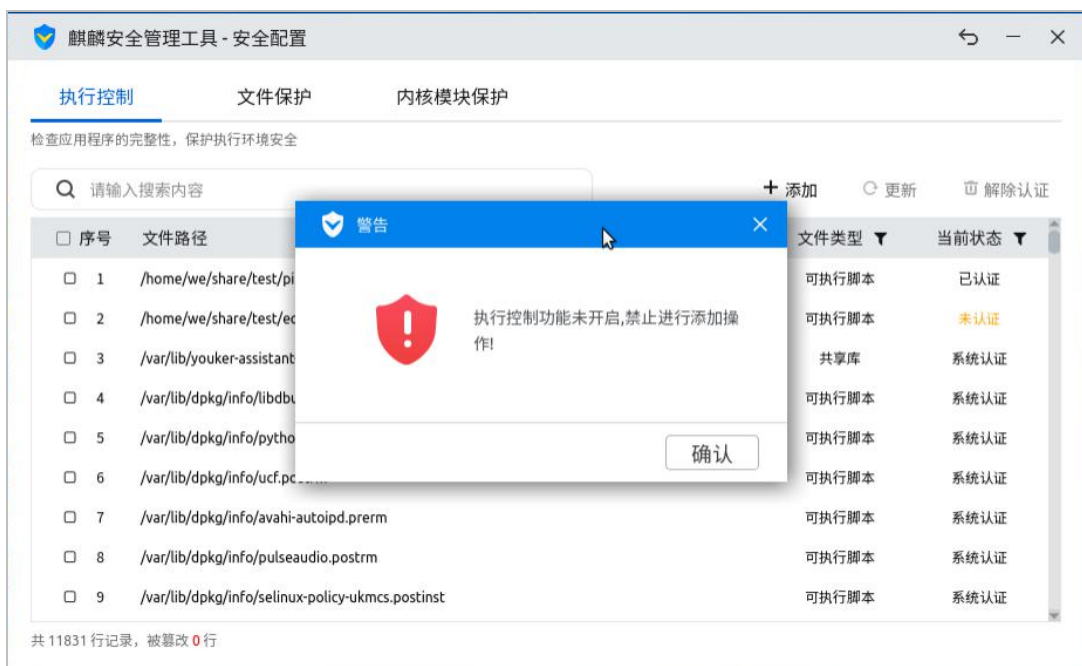 麒麟安全管理工具 - 安全配置
执行控制 文件保护 内核模块保护
检查应用程序的完整性，保护执行环境安全
请输入搜索内容 + 添加 更新 解除认证
警告
序号 文件路径 文件类型 当前状态
1 /home/we/share/test/pi 可执行脚本 已认证
执行控制功能未开启,禁止进行添加操
作!
2 /home/we/share/test/ec 可执行脚本 未认证
3 /var/lib/youker-assistant 共享库 系统认证
4 /var/lib/dpkg/info/libdbu 可执行脚本 系统认证
5 /var/lib/dpkg/info/pytho 可执行脚本 系统认证
确认
6 /var/lib/dpkg/info/ucf.postrm 可执行脚本 系统认证
7 /var/lib/dpkg/info/avahi-autoipd.prerm 可执行脚本 系统认证
8 /var/lib/dpkg/info/pulseaudio.postrm 可执行脚本 系统认证
9 /var/lib/dpkg/info/selinux-policy-ukmcs.postinst 可执行脚本 系统认证
共 11831 行记录，被篡改 0 行